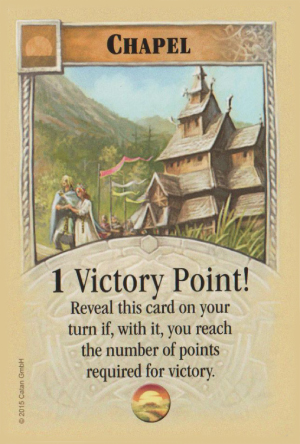 CHAPEL
1 Victory Point!
Reveal this card on your
turn if, with it, you reach
the number of points
required for victory.
© 2015 Catan GmbH